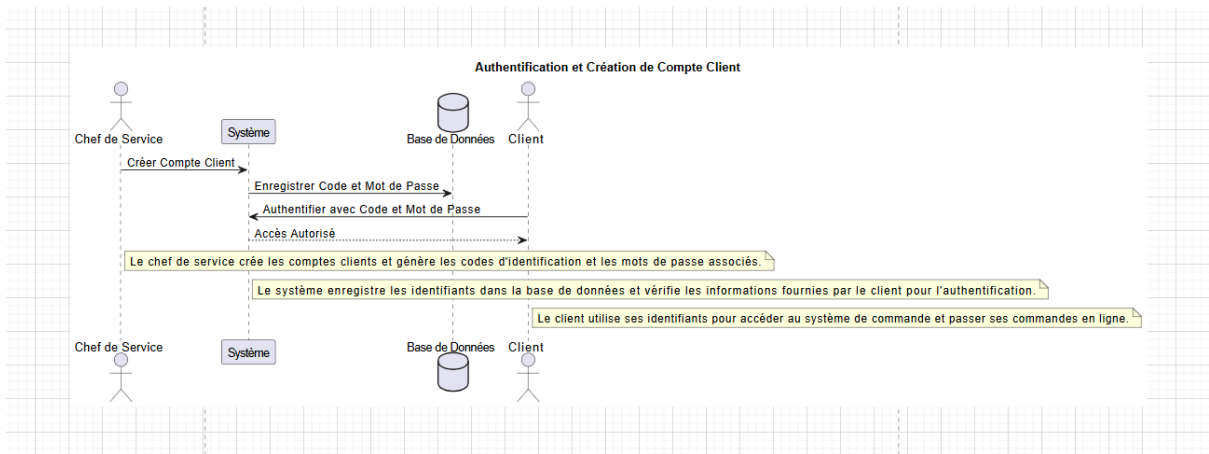 Authentification et Création de Compte Client
Chef de Service
Système
Base de Données
Client
Créer Compte Client
Enregistrer Code et Mot de Passe
Authentifier avec Code et Mot de Passe
Accès Autorisé
Le chef de service crée les comptes clients et génère les codes d'identification et les mots de passe associés.
Le système enregistre les identifiants dans la base de données et vérifie les informations fournies par le client pour l'authentification.
Le client utilise ses identifiants pour accéder au système de commande et passer ses commandes en ligne.
Chef de Service
Système
Base de Données
Client